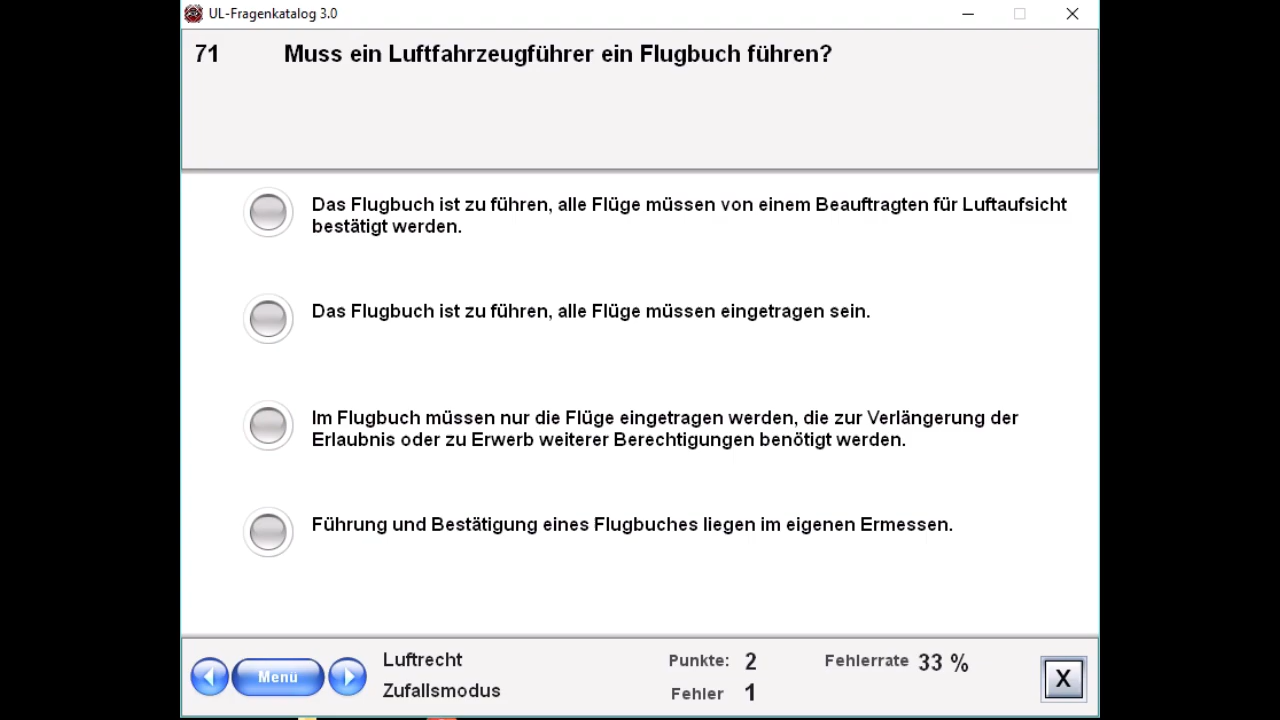 UL-Fragenkatalog 3.0
71 Muss ein Luftfahrzeugführer ein Flugbuch führen?
Das Flugbuch ist zu führen, alle Flüge müssen von einem Beauftragten für Luftaufsicht
bestätigt werden.
Das Flugbuch ist zu führen, alle Flüge müssen eingetragen sein.
Im Flugbuch müssen nur die Flüge eingetragen werden, die zur Verlängerung der
Erlaubnis oder zu Erwerb weiterer Berechtigungen benötigt werden.
Führung und Bestätigung eines Flugbuches liegen im eigenen Ermessen.
Menü
Luftrecht
Zufallsmodus
Punkte: 2
Fehler 1
Fehlerrate 33 %
X